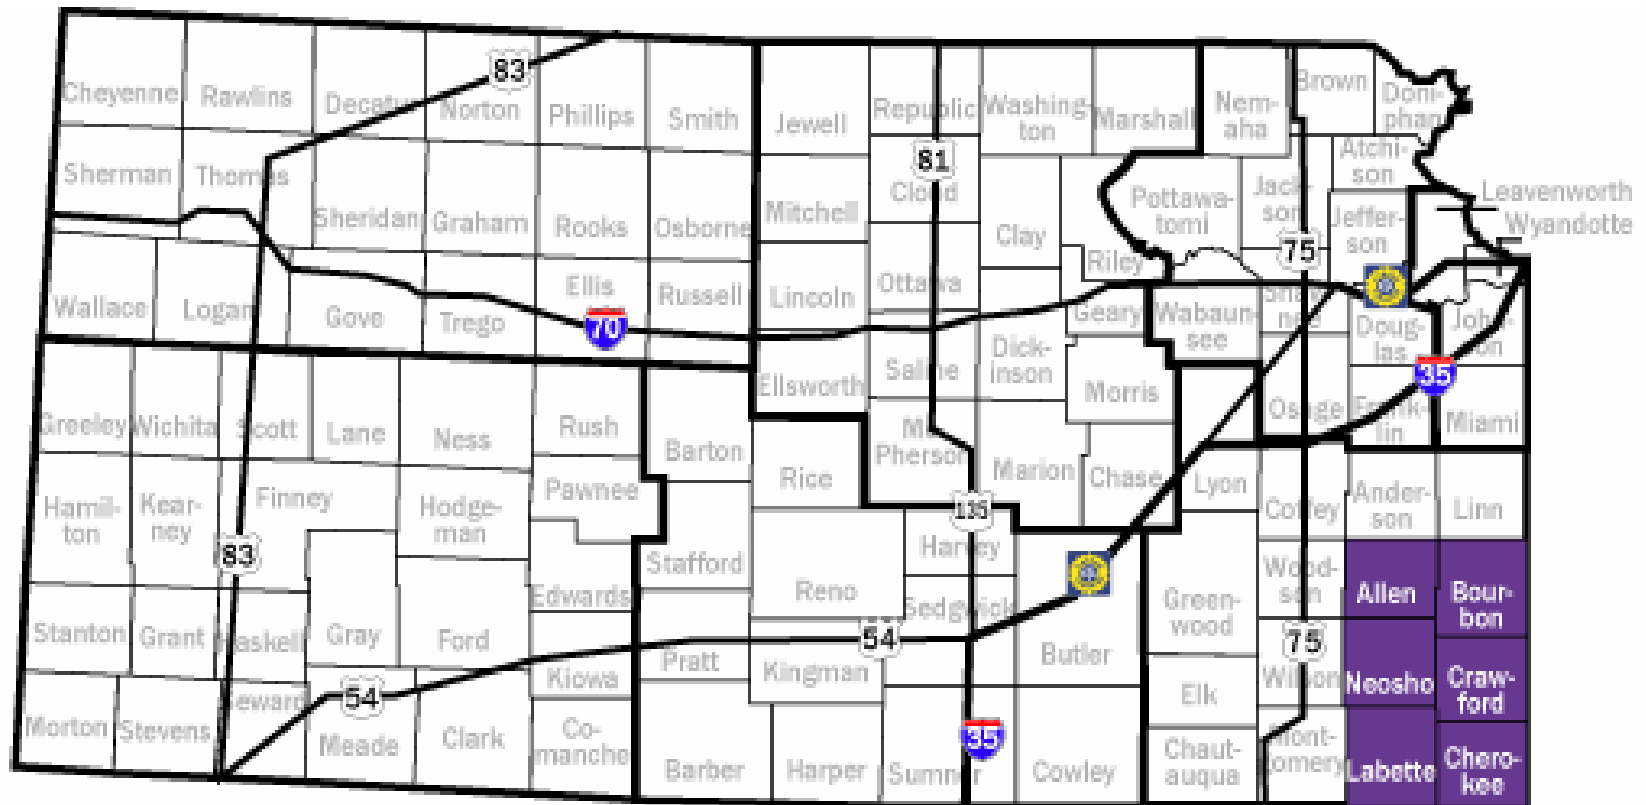 83
Cheyenne
Rawlins
Decatur
Norton
Phillips
Smith
Jewell
Republic
Washing-
ton
Marshall
Nem-
aha
Brown
Doni-
phan
Atchi-
son
Sherman
Thomas
Sheridan
Graham
Rooks
Osborne
Mitchell
81
Cloud
Clay
Riley
Pottawa-
tomi
Jack-
son
Jeffer-
son
Leavenworth
Wyandotte
75
Wallace
Logan
Gove
Trego
Ellis
70
Russell
Lincoln
Ottawa
Saline
Dick-
inson
Geary
Wabaun-
see
Shaw-
nee
Doug-
las
John-
son
35
Ellsworth
Morris
Osage
Frank-
lin
Miami
Greeley
Wichita
Scott
Lane
Ness
Rush
Barton
Rice
Mc
Pherson
Marion
Chase
Lyon
Coffey
Ander-
son
Linn
Hamil-
ton
Kear-
ney
Finney
Hodge-
man
Pawnee
135
83
Stafford
Reno
Harvey
Sedgwick
Edwards
Stanton
Grant
Haskell
Gray
Ford
Kiowa
Pratt
Kingman
54
Butler
Green-
wood
Wood-
son
Allen
Bour-
bon
75
Elk
Wilson
Neosho
Craw-
ford
Morton
Stevens
Seward
54
Meade
Clark
Co-
manche
Barber
Harper
Sumner
35
Cowley
Chaut-
auqua
Mont-
gomery
Labette
Chero-
kee